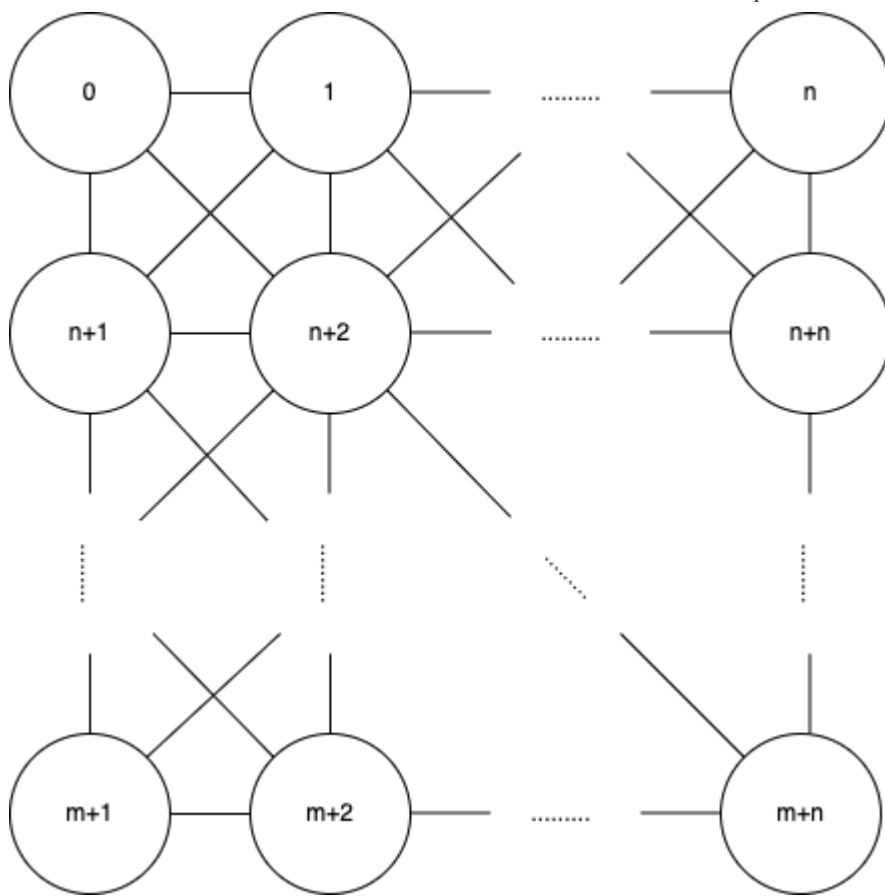 0 1 ......... n
n+1 n+2 ......... n+n
m+1 m+2 ......... m+n